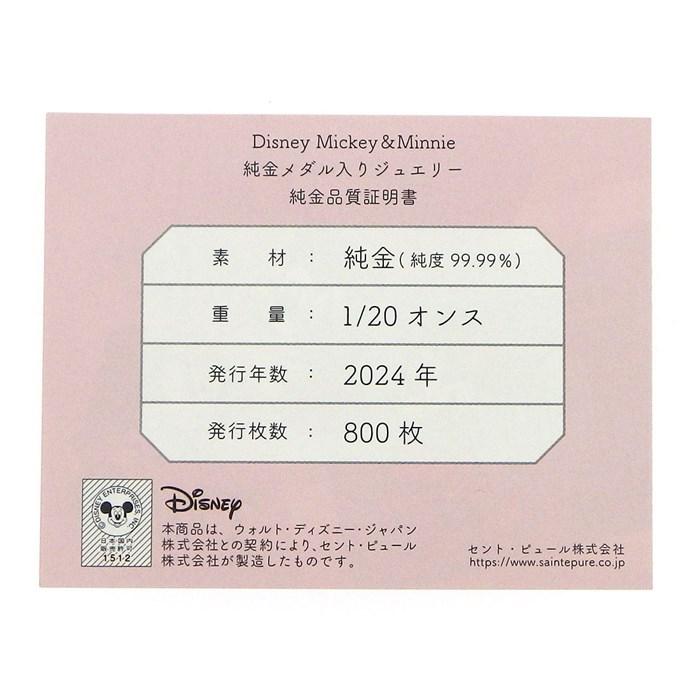 Disney Mickey&Minnie
純金メダル入りジュエリー
純金品質証明書
素 材 : 純金(純度 99.99%)
重 量 : 1/20 オンス
発行年数 : 2024 年
発行枚数 : 800 枚
©DISNEY ENTERPRISES, INC.
日本国内
販売許可
1512
Disney
本商品は、ウォルト・ディズニー・ジャパン
株式会社との契約により、セント・ピュール
株式会社が製造したものです。
セント・ピュール株式会社
https://www.saintepure.co.jp